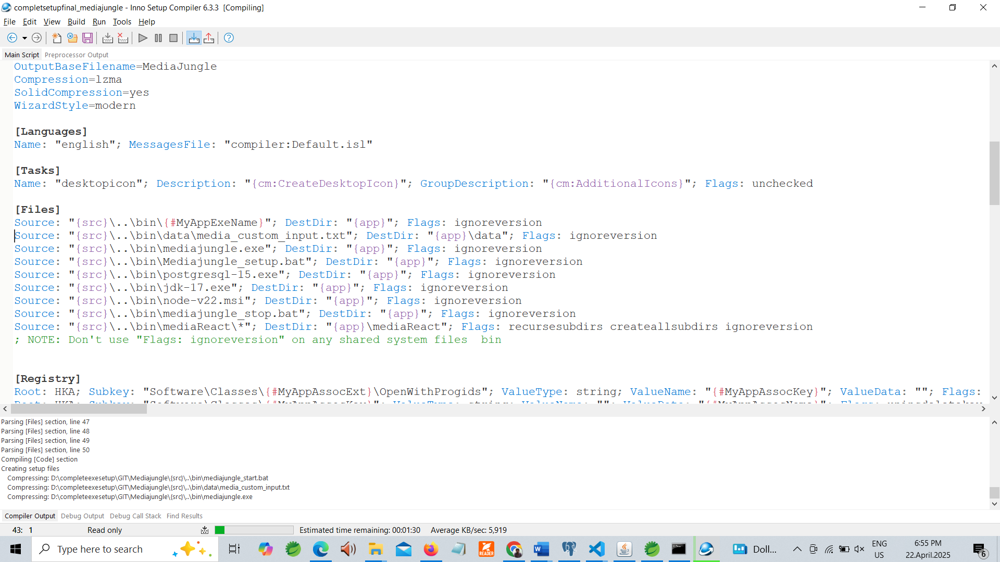 completsetupfinal_mediajungle - Inno Setup Compiler 6.3.3  [Compiling]
File Edit View Build Run Tools Help
Main Script Preprocessor Output
OutputBaseFilename=MediaJungle
Compression=lzma
SolidCompression=yes
WizardStyle=modern
[Languages]
Name: "english"; MessagesFile: "compiler:Default.isl"
[Tasks]
Name: "desktopicon"; Description: "{cm:CreateDesktopIcon}"; GroupDescription: "{cm:AdditionalIcons}"; Flags: unchecked
[Files]
Source: "{src}\..\bin\{#MyAppExeName}"; DestDir: "{app}"; Flags: ignoreversion
Source: "{src}\..\bin\data\media_custom_input.txt"; DestDir: "{app}\data"; Flags: ignoreversion
Source: "{src}\..\bin\mediajungle.exe"; DestDir: "{app}"; Flags: ignoreversion
Source: "{src}\..\bin\Mediajungle_setup.bat"; DestDir: "{app}"; Flags: ignoreversion
Source: "{src}\..\bin\postgresql-15.exe"; DestDir: "{app}"; Flags: ignoreversion
Source: "{src}\..\bin\jdk-17.exe"; DestDir: "{app}"; Flags: ignoreversion
Source: "{src}\..\bin\node-v22.msi"; DestDir: "{app}"; Flags: ignoreversion
Source: "{src}\..\bin\mediajungle_stop.bat"; DestDir: "{app}"; Flags: ignoreversion
Source: "{src}\..\bin\mediaReact\*"; DestDir: "{app}\mediaReact"; Flags: recursesubdirs createallsubdirs ignoreversion
; NOTE: Don't use "Flags: ignoreversion" on any shared system files  bin
[Registry]
Root: HKA; Subkey: "Software\Classes\{#MyAppAssocExt}\OpenWithProgids"; ValueType: string; ValueName: "{#MyAppAssocKey}"; ValueData: ""; Flags:
Parsing [Files] section, line 47
Parsing [Files] section, line 48
Parsing [Files] section, line 49
Parsing [Files] section, line 50
Compiling [Code] section
Creating setup files
Compressing: D:\completeexesetup\GIT\Mediajungle\{src}\..\bin\mediajungle_start.bat
Compressing: D:\completeexesetup\GIT\Mediajungle\{src}\..\bin\data\media_custom_input.txt
Compressing: D:\completeexesetup\GIT\Mediajungle\{src}\..\bin\mediajungle.exe
Compiler Output Debug Output Debug Call Stack Find Results
43: 1 Read only Estimated time remaining: 00:01:30 Average KB/sec: 5,919
Type here to search
READER
Doll...
ENG
US
6:55 PM
22.April.2025
6